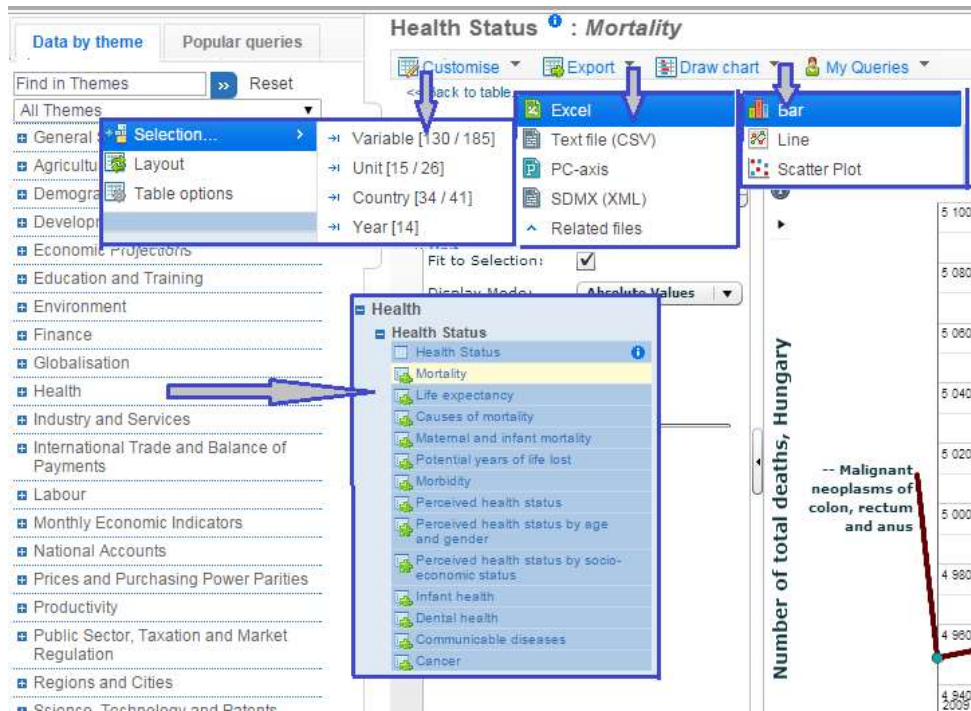 Data by theme
Popular queries
Find in Themes
»
Reset
All Themes
General
Agricultu
Demogra
Develop
Economic Projections
Education and Training
Environment
Finance
Globalisation
Health
Industry and Services
International Trade and Balance of
Payments
Labour
Monthly Economic Indicators
National Accounts
Prices and Purchasing Power Parities
Productivity
Public Sector, Taxation and Market
Regulation
Regions and Cities
Science, Technology and Patents
Health Status : Mortality
Customise
Export
Draw chart
My Queries
<< Back to table
Selection...
Layout
Table options
Variable [130 / 185]
Unit [15 / 26]
Country [34 / 41]
Year [14]
Excel
Text file (CSV)
PC-axis
SDMX (XML)
Related files
Bar
Line
Scatter Plot
Fit to Selection:
Display Mode:
Absolute Values
Health
Health Status
Health Status
Mortality
Life expectancy
Causes of mortality
Maternal and infant mortality
Potential years of life lost
Morbidity
Perceived health status
Perceived health status by age
and gender
Perceived health status by socio-
economic status
Infant health
Dental health
Communicable diseases
Cancer
Number of total deaths, Hungary
-- Malignant
neoplasms of
colon, rectum
and anus
5 100
5 080
5 060
5 040
5 020
5 000
4 980
4 960
4 940
2009